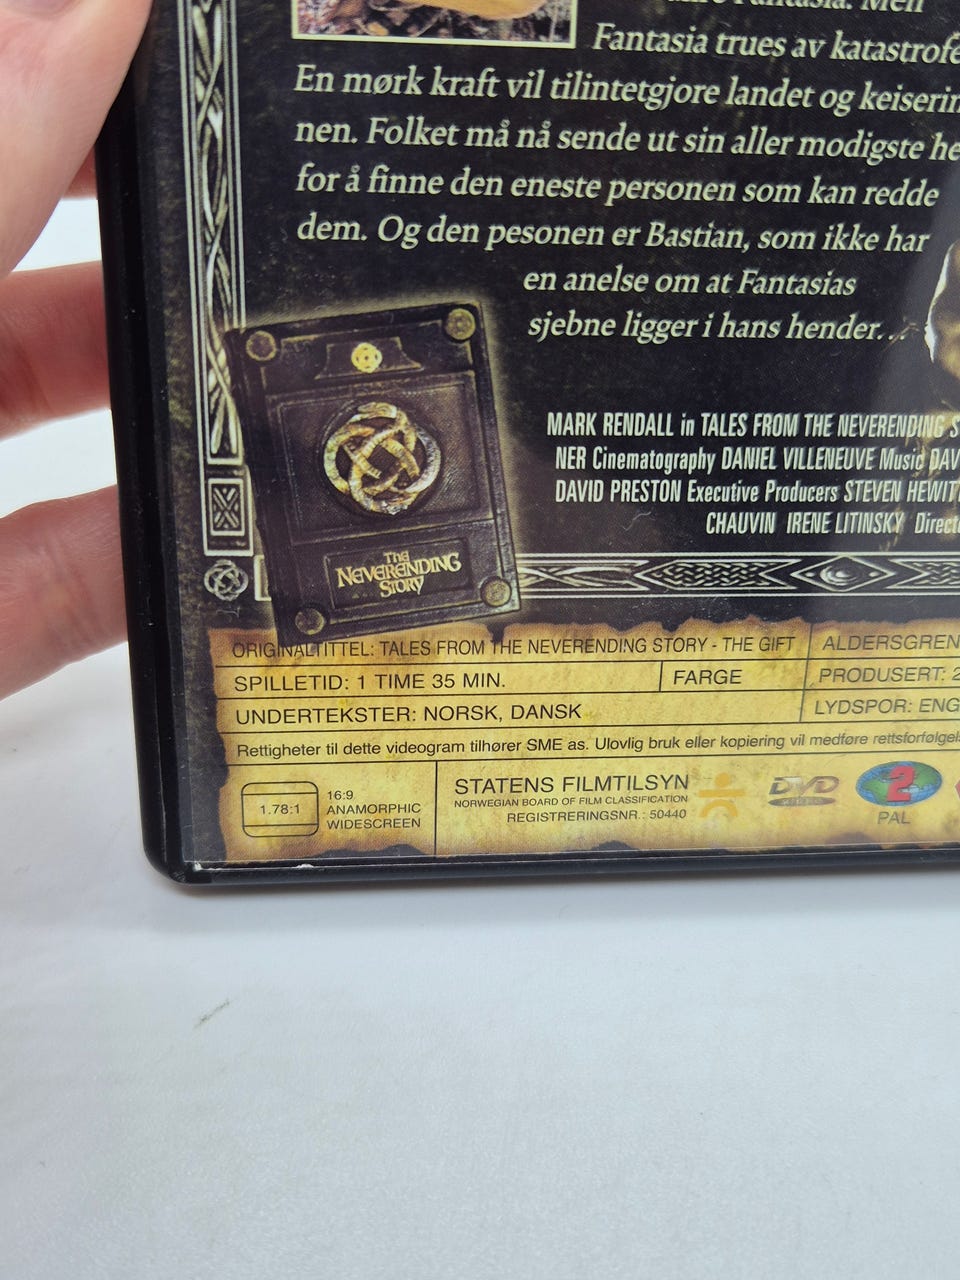 Fantasia. Men
Fantasia trues av
En mørk kraft vil tilintetgjore landet og
nen. Folket må nå sende ut sin aller modigste
for å finne den eneste personen som kan redde
dem. Og den pesonen er Bastian, som ikke har
en anelse om at Fantasias
sjebne ligger i hans hender...
MARK RENDALL in TALES FROM THE NEVERENDING
NER Cinematography DANIEL VILLENEUVE Music
DAVID PRESTON Executive Producers STEVEN
CHAUVIN IRENE LITINSKY
The
NEVERENDING
STORY
ORIGINALTITTEL: TALES FROM THE NEVERENDING STORY - THE GIFT
SPILLETID: 1 TIME 35 MIN.
FARGE
PRODUSERT: 2
UNDERTEKSTER: NORSK, DANSK
LYDSPOR: ENG
Rettigheter til dette videogram tilhører SME as. Ulovlig bruk eller kopiering vil medføre
1.78:1
16:9
ANAMORPHIC
WIDESCREEN
STATENS FILMTILSYN
NORWEGIAN BOARD OF FILM CLASSIFICATION
REGISTRERINGSNR.: 50440
DVD
VIDEO
2
PAL